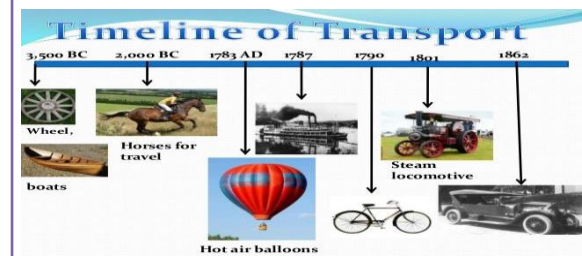 Timeline of Transport
3,500 BC 2,000 BC 1783 AD 1787 1790 1801 1862
Wheel,
boats
Horses for
travel
Hot air balloons
Steam
locomotive